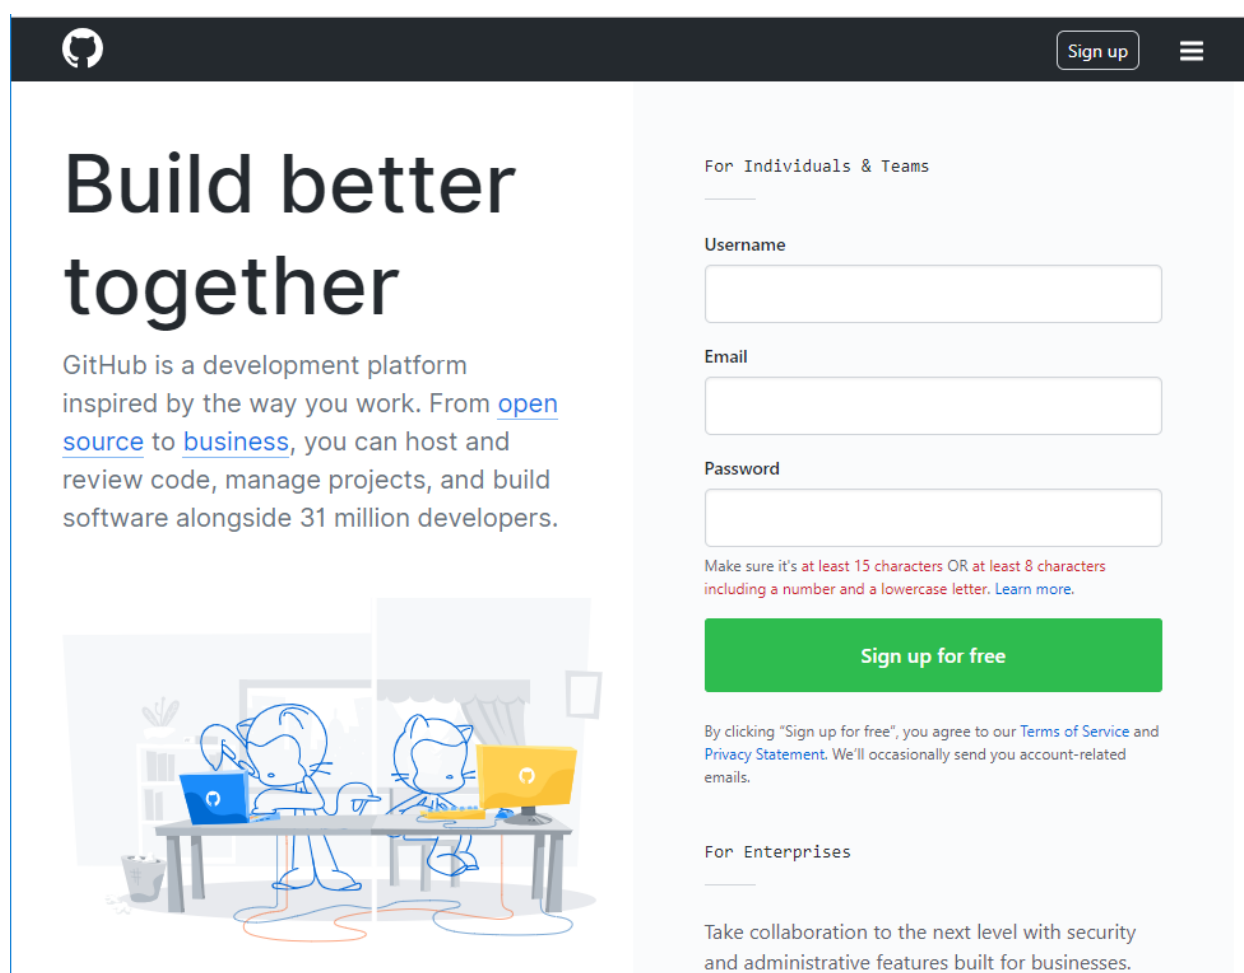 Sign up
Build better
together
GitHub is a development platform
inspired by the way you work. From open
source to business, you can host and
review code, manage projects, and build
software alongside 31 million developers.
For Individuals & Teams
Username
Email
Password
Make sure it's at least 15 characters OR at least 8 characters
including a number and a lowercase letter. Learn more.
Sign up for free
By clicking “Sign up for free”, you agree to our Terms of Service and
Privacy Statement. We’ll occasionally send you account-related
emails.
For Enterprises
Take collaboration to the next level with security
and administrative features built for businesses.